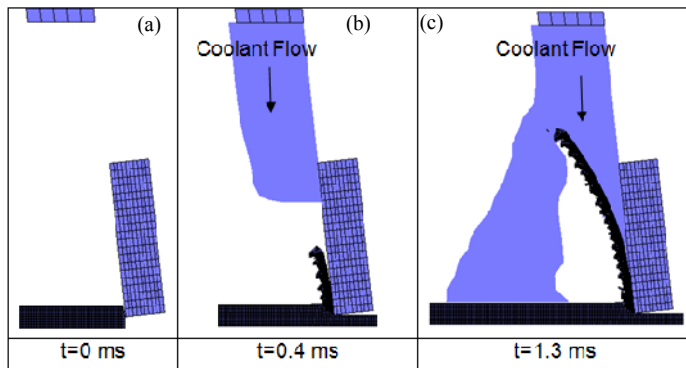 (a)
(b)
Coolant Flow
(c)
Coolant Flow
t=0 ms
t=0.4 ms
t=1.3 ms